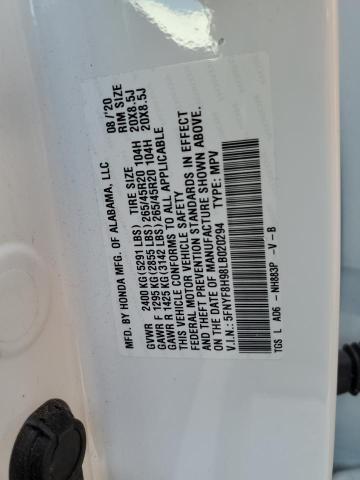 MFD. BY HONDA MFG. OF ALABAMA, LLC 08 / '20
TIRE SIZE RIM SIZE
GVWR 2400 KG (5291 LBS)
GAWR F 1295 KG (2855 LBS) 265/45R20 104H 20X8.5J
GAWR R 1425 KG (3142 LBS) 265/45R20 104H 20X8.5J
THIS VEHICLE CONFORMS TO ALL APPLICABLE
FEDERAL MOTOR VEHICLE SAFETY
AND THEFT PREVENTION STANDARDS IN EFFECT
ON THE DATE OF MANUFACTURE SHOWN ABOVE.
V.I.N.: 5FNYF8H98LB020294 TYPE: MPV
TGS L AD6 - NH883P - V - B